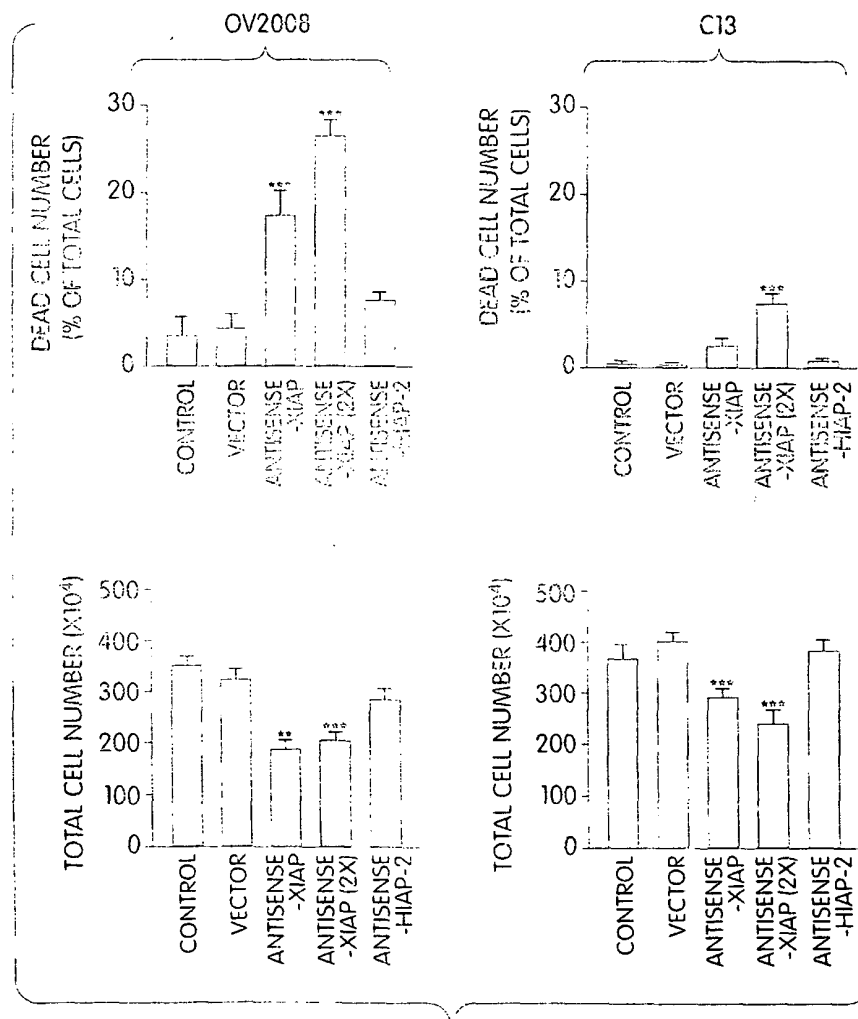 OV2008
C13
DEAD CELL NUMBER
(% OF TOTAL CELLS)
30
20
10
0
CONTROL
VECTOR
ANTISENSE
-XIAP
ANTISENSE
-XIAP (2X)
ANTISENSE
-HIAP-2
***
***
DEAD CELL NUMBER
(% OF TOTAL CELLS)
30
20
10
0
CONTROL
VECTOR
ANTISENSE
-XIAP
ANTISENSE
-XIAP (2X)
ANTISENSE
-HIAP-2
***
TOTAL CELL NUMBER (X10⁴)
500
400
300
200
100
0
CONTROL
VECTOR
ANTISENSE
-XIAP
ANTISENSE
-XIAP (2X)
ANTISENSE
-HIAP-2
**
***
TOTAL CELL NUMBER (X10⁴)
500
400
300
200
100
0
CONTROL
VECTOR
ANTISENSE
-XIAP
ANTISENSE
-XIAP (2X)
ANTISENSE
-HIAP-2
***
***